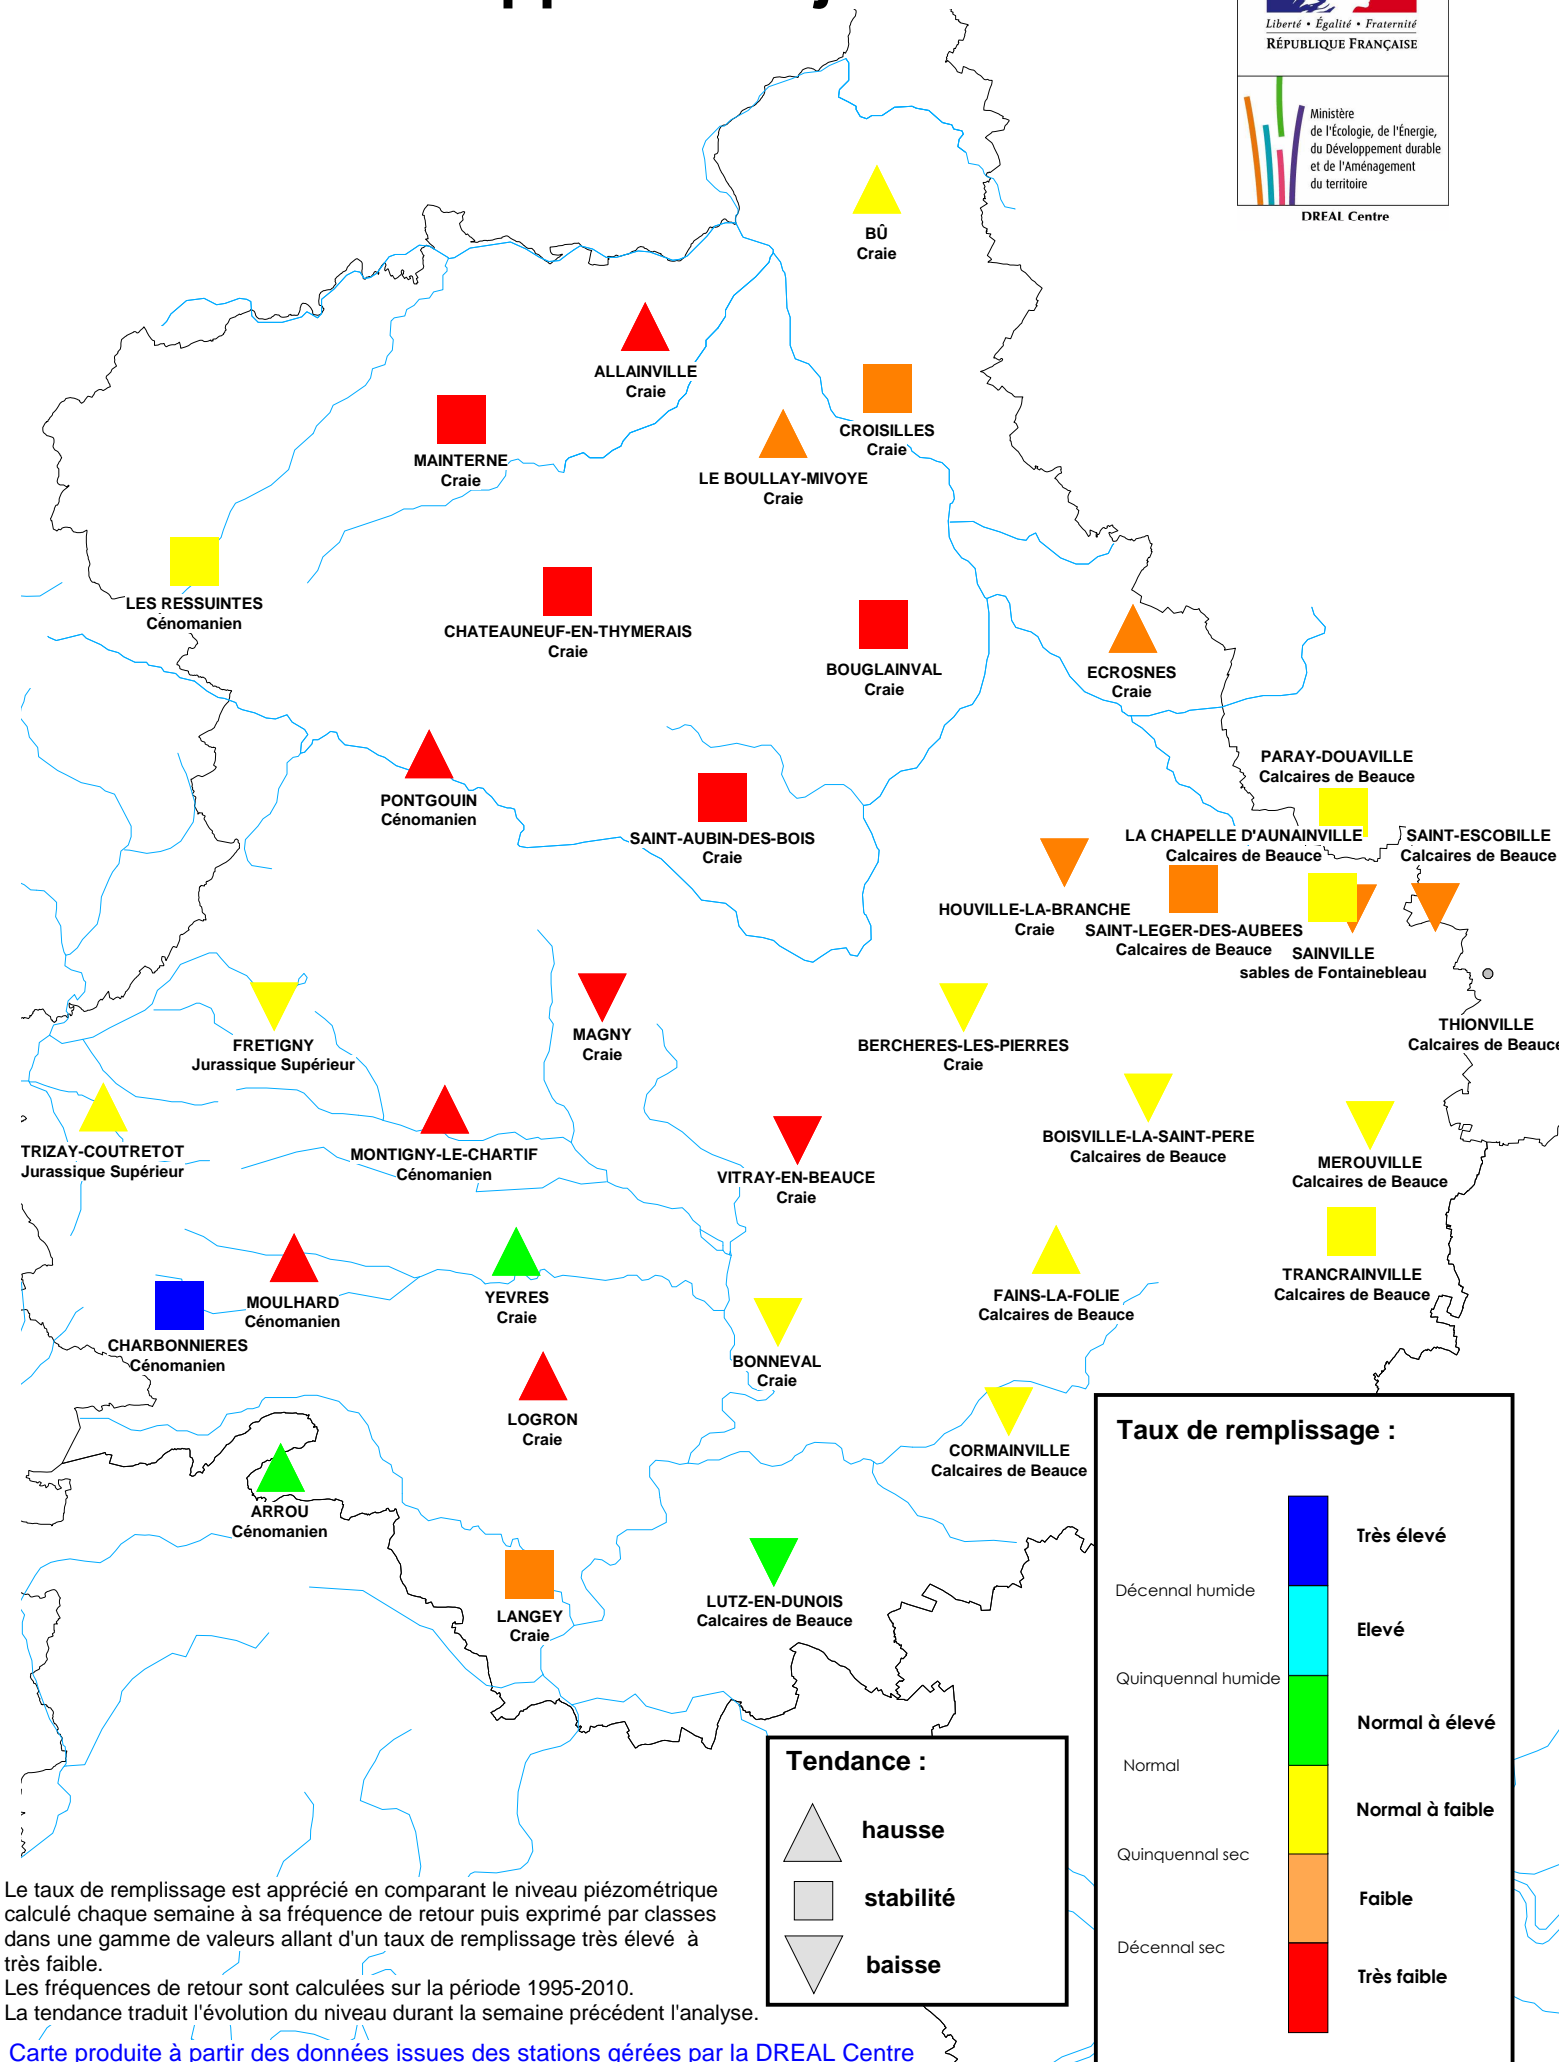 Liberté • Égalité • Fraternité
RÉPUBLIQUE FRANÇAISE
Ministère
de l'Écologie, de l'Énergie,
du Développement durable
et de l'Aménagement
du territoire
DREAL Centre
BÛ
Craie
ALLAINVILLE
Craie
CROISILLES
Craie
MAINTERNE
Craie
LE BOULLAY-MIVOYE
Craie
LES RESSUINTES
Cénomanien
CHATEAUNEUF-EN-THYMERAIS
Craie
BOUGLAINVAL
Craie
ECROSNES
Craie
PARAY-DOUAVILLE
Calcaires de Beauce
PONTGOUIN
Cénomanien
SAINT-AUBIN-DES-BOIS
Craie
LA CHAPELLE D'AUNAINVILLE
Calcaires de Beauce
SAINT-ESCOBILLE
Calcaires de Beauce
HOUVILLE-LA-BRANCHE
Craie
SAINT-LEGER-DES-AUBEES
Calcaires de Beauce
SAINVILLE
sables de Fontainebleau
THIONVILLE
Calcaires de Beauce
FRETIGNY
Jurassique Supérieur
MAGNY
Craie
BERCHERES-LES-PIERRES
Craie
TRIZAY-COUTRETOT
Jurassique Supérieur
MONTIGNY-LE-CHARTIF
Cénomanien
VITRAY-EN-BEAUCE
Craie
BOISVILLE-LA-SAINT-PERE
Calcaires de Beauce
MEROUVILLE
Calcaires de Beauce
MOULHARD
Cénomanien
YEVRES
Craie
FAINS-LA-FOLIE
Calcaires de Beauce
TRANCRAINVILLE
Calcaires de Beauce
CHARBONNIERES
Cénomanien
BONNEVAL
Craie
LOGRON
Craie
CORMAINVILLE
Calcaires de Beauce
ARROU
Cénomanien
LANGEY
Craie
LUTZ-EN-DUNOIS
Calcaires de Beauce
Taux de remplissage :
Très élevé
Décennal humide
Elevé
Quinquennal humide
Normal à élevé
Normal
Normal à faible
Quinquennal sec
Faible
Décennal sec
Très faible
Tendance :
hausse
stabilité
baisse
Le taux de remplissage est apprécié en comparant le niveau piézométrique
calculé chaque semaine à sa fréquence de retour puis exprimé par classes
dans une gamme de valeurs allant d'un taux de remplissage très élevé à
très faible.
Les fréquences de retour sont calculées sur la période 1995-2010.
La tendance traduit l'évolution du niveau durant la semaine précédent l'analyse.
Carte produite à partir des données issues des stations gérées par la DREAL Centre